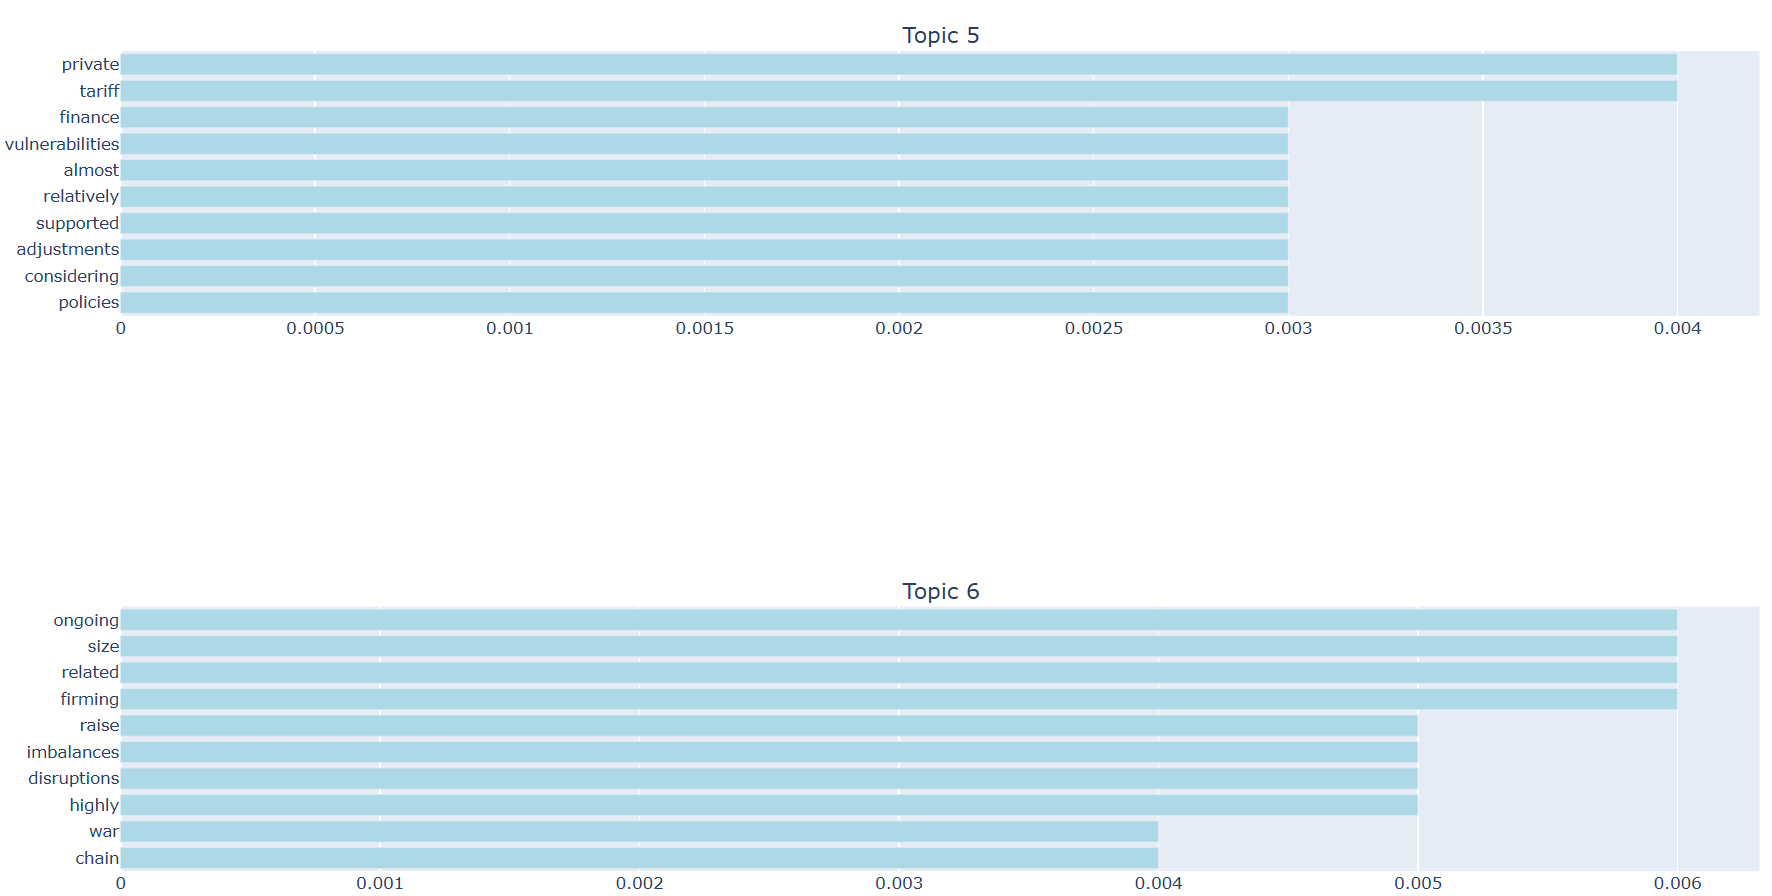 Topic 5
private
tariff
finance
vulnerabilities
almost
relatively
supported
adjustments
considering
policies
0 0.0005 0.001 0.0015 0.002 0.0025 0.003 0.0035 0.004
Topic 6
ongoing
size
related
firming
raise
imbalances
disruptions
highly
war
chain
0 0.001 0.002 0.003 0.004 0.005 0.006